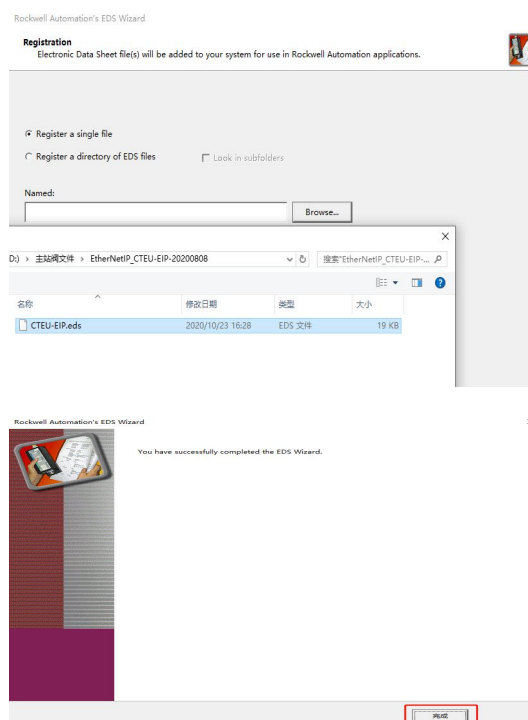 Rockwell Automation's EDS Wizard
Registration
Electronic Data Sheet file(s) will be added to your system for use in Rockwell Automation applications.
Register a single file
Register a directory of EDS files
Look in subfolders
Named:
Browse...
D:) › 主站阀文件 › EtherNetIP_CTEU-EIP-20200808
搜索"EtherNetIP_CTEU-EIP-...
名称 修改日期 类型 大小
CTEU-EIP.eds 2020/10/23 16:28 EDS 文件 19 KB
Rockwell Automation's EDS Wizard
You have successfully completed the EDS Wizard.
完成